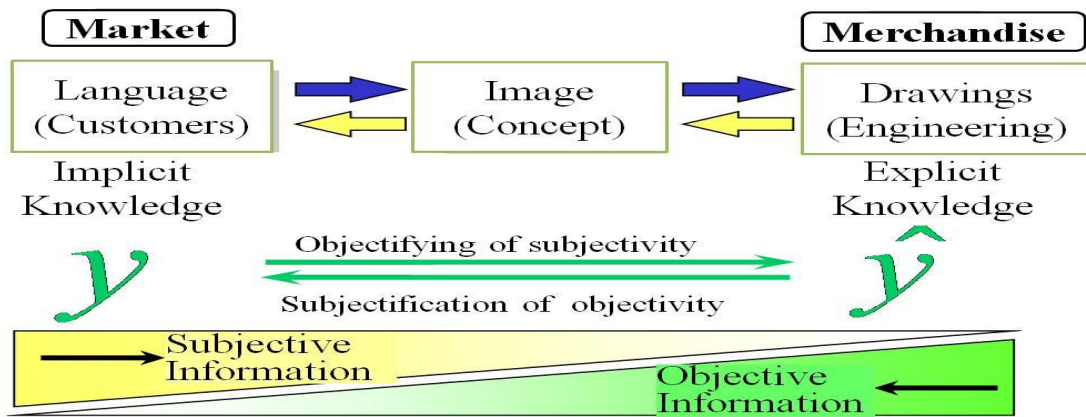 Market
Merchandise
Language
(Customers)
Image
(Concept)
Drawings
(Engineering)
Implicit
Knowledge
Explicit
Knowledge
y
Objectifying of subjectivity
Subjectification of objectivity
ŷ
Subjective
Information
Objective
Information